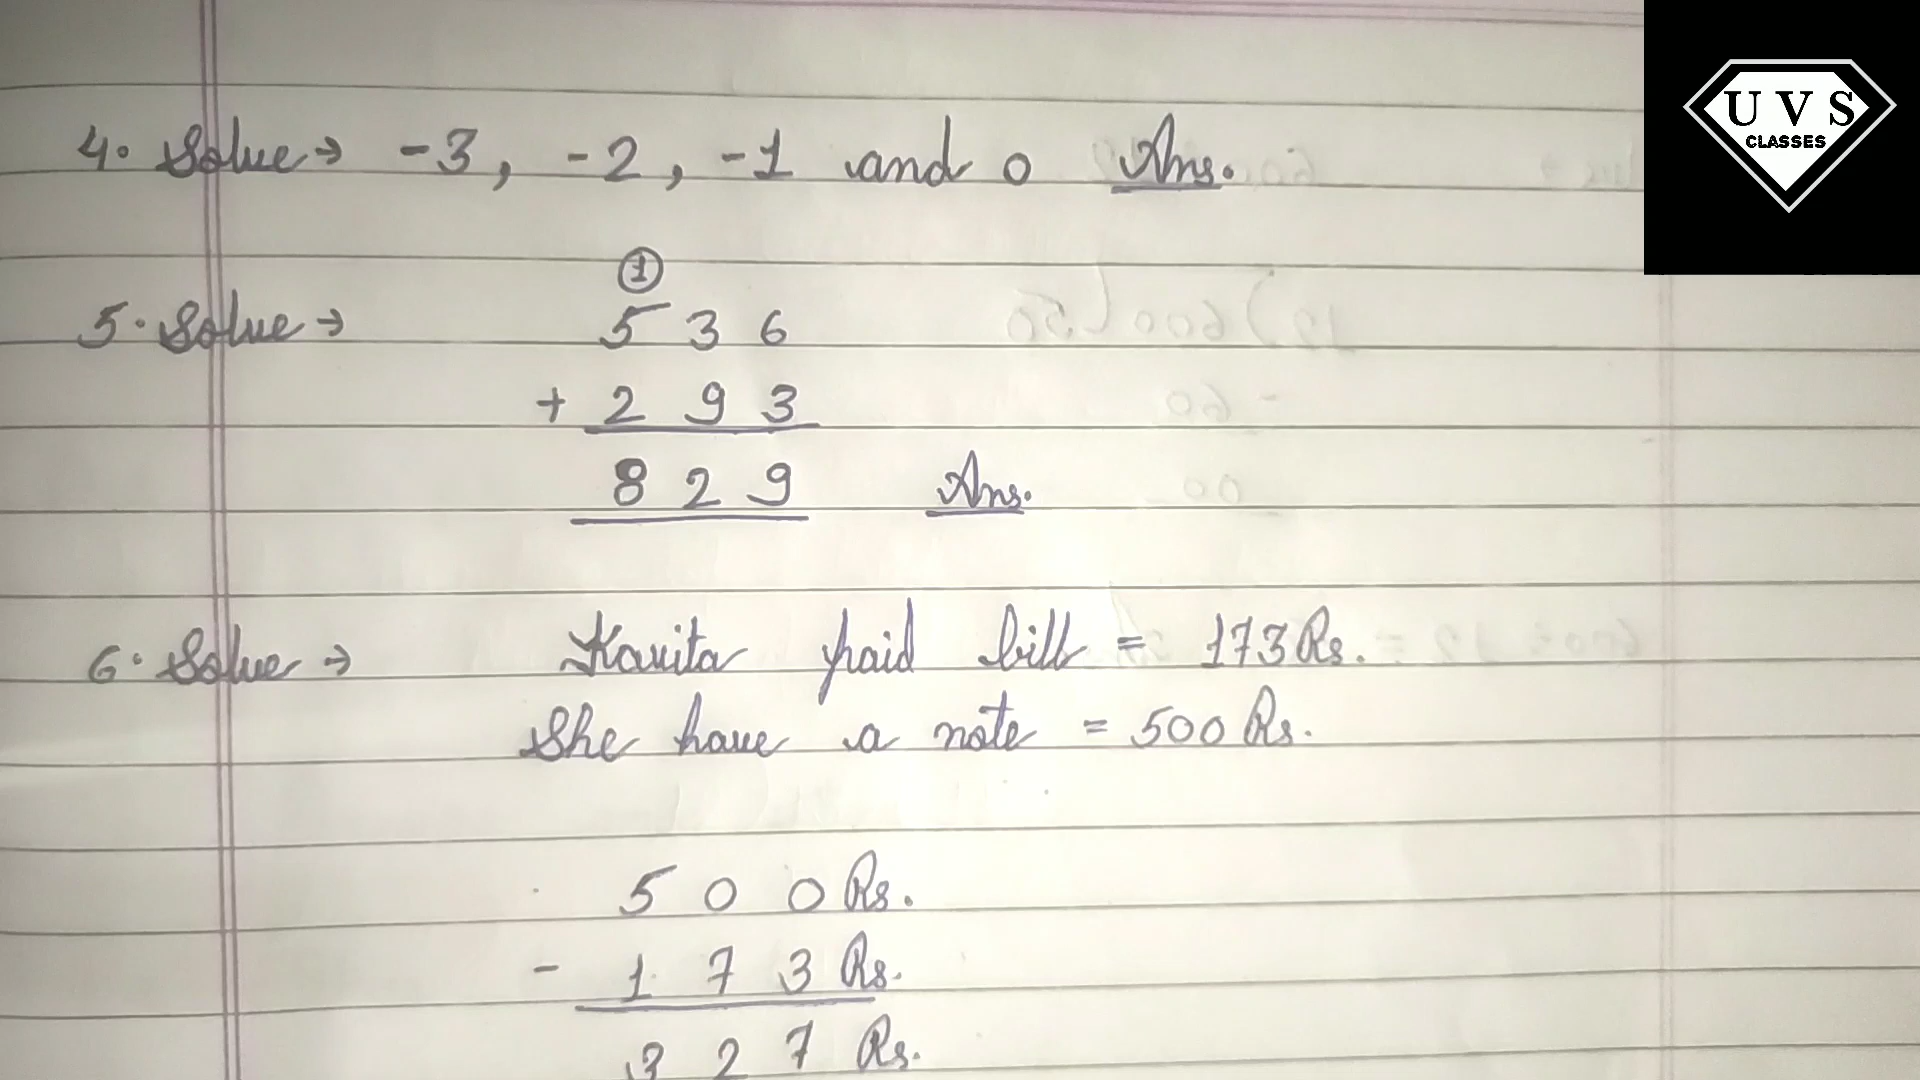 UVS
CLASSES
4. Solve → -3, -2, -1 and 0 Ans.
1
5. Solve → 5 3 6
+ 2 9 3
8 2 9 Ans.
6. Solve → Kavita paid bill = 173 Rs.
She have a note = 500 Rs.
5 0 0 Rs.
- 1 7 3 Rs.
3 2 7 Rs.